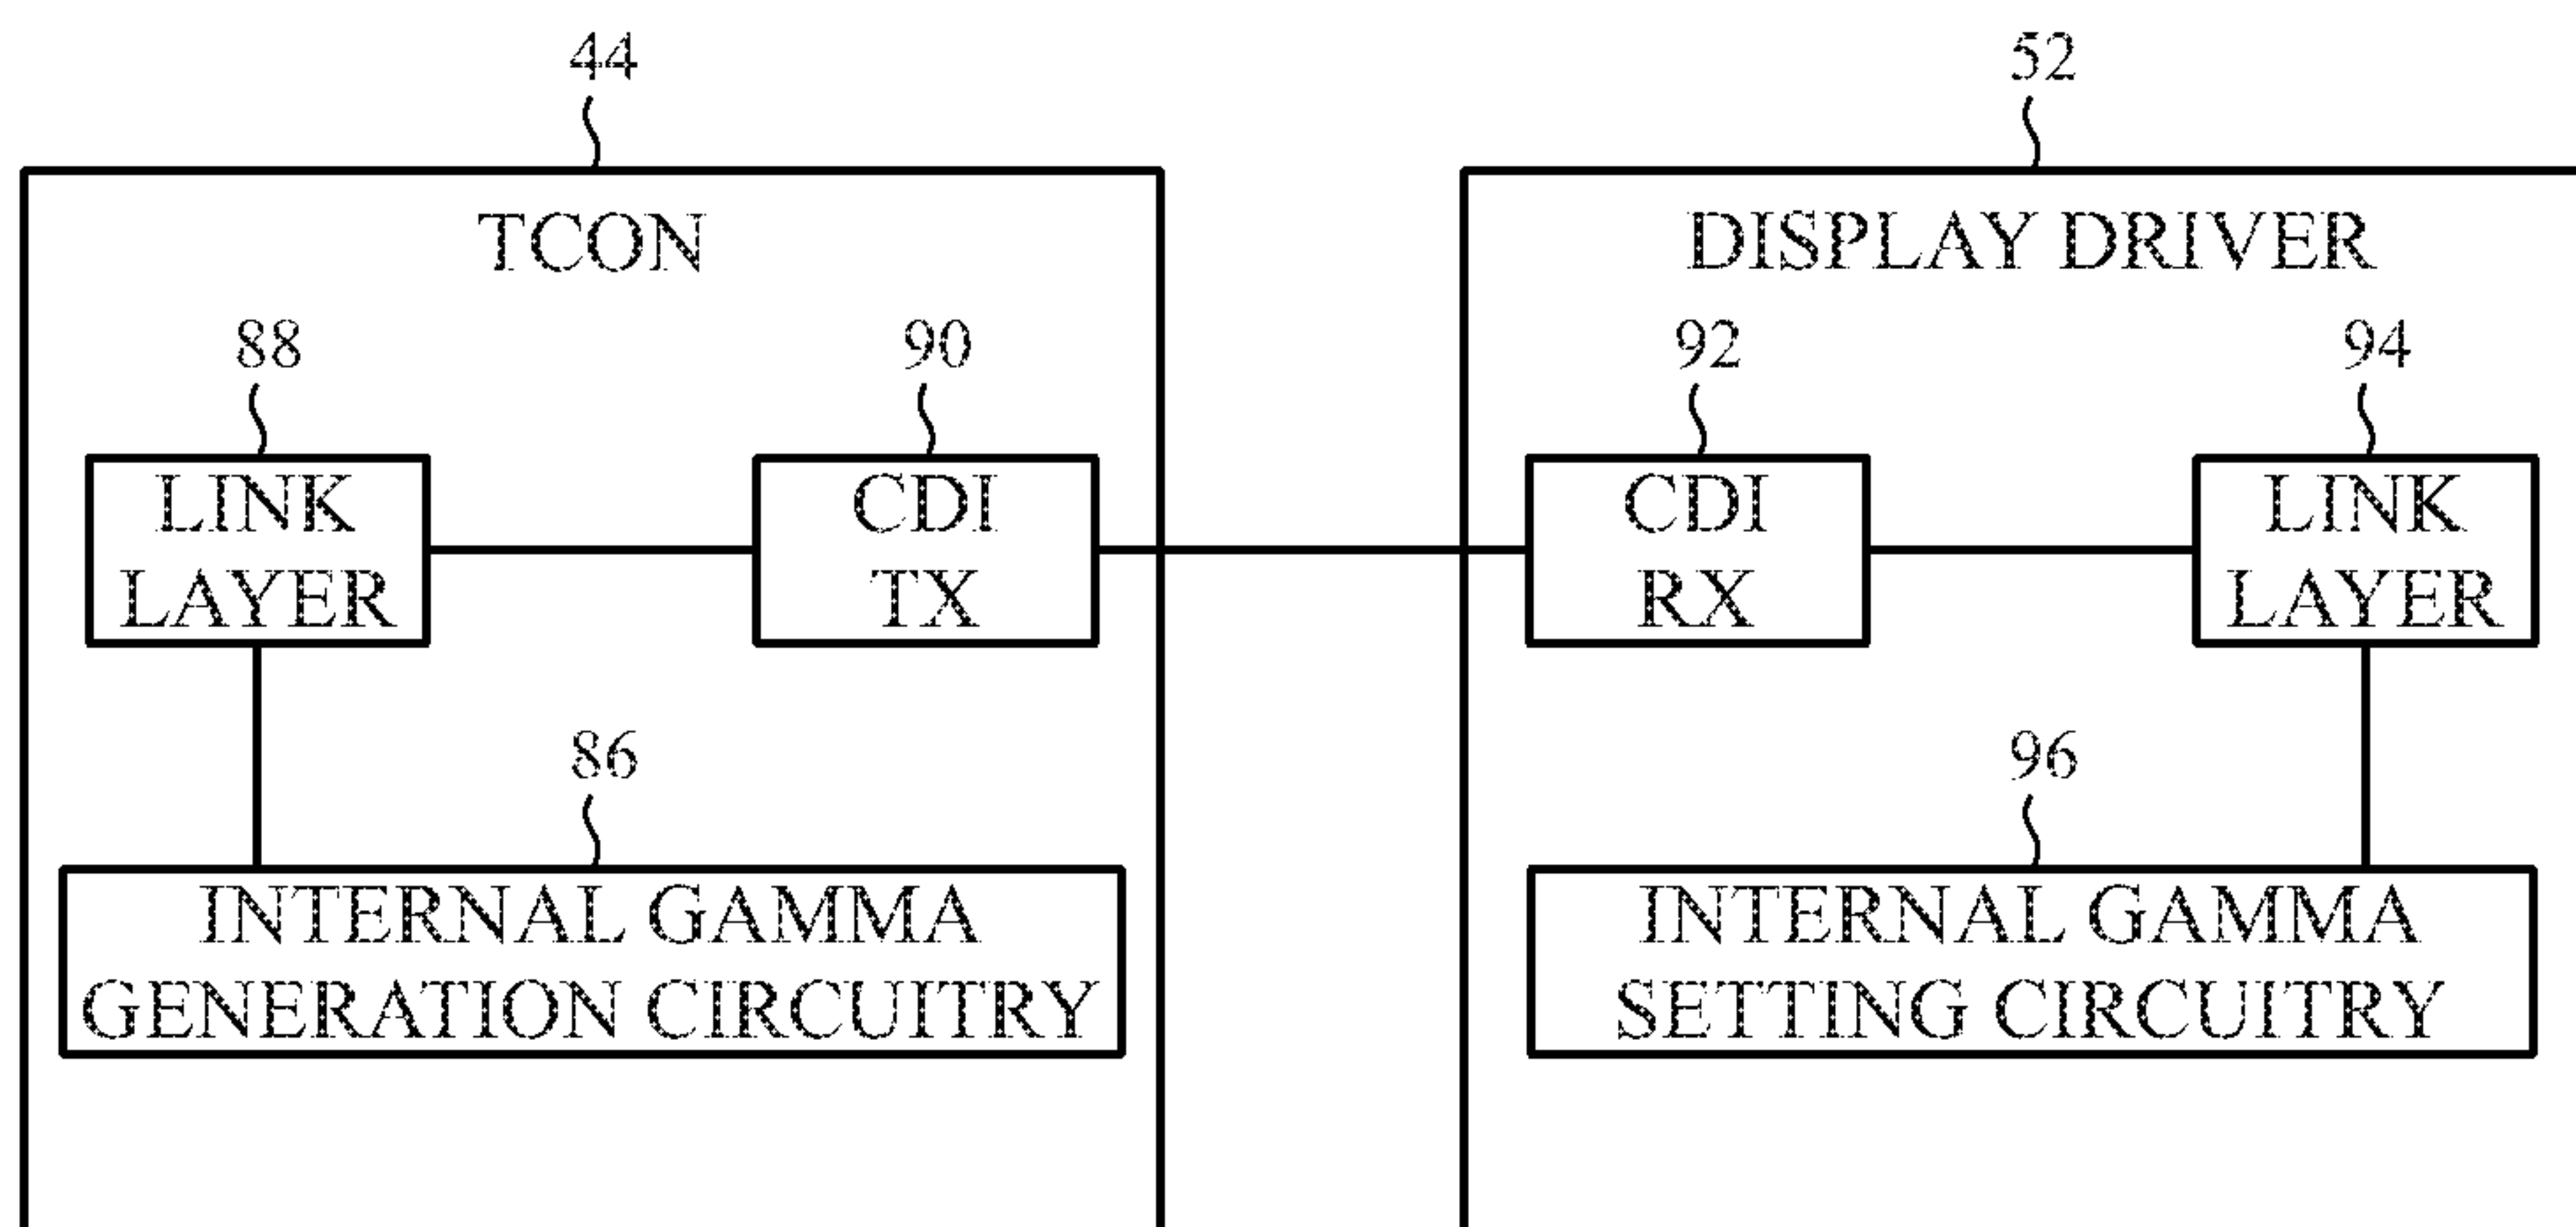 44
52
TCON
DISPLAY DRIVER
88
90
92
94
LINK
LAYER
CDI
TX
CDI
RX
LINK
LAYER
86
96
INTERNAL GAMMA
GENERATION CIRCUITRY
INTERNAL GAMMA
SETTING CIRCUITRY